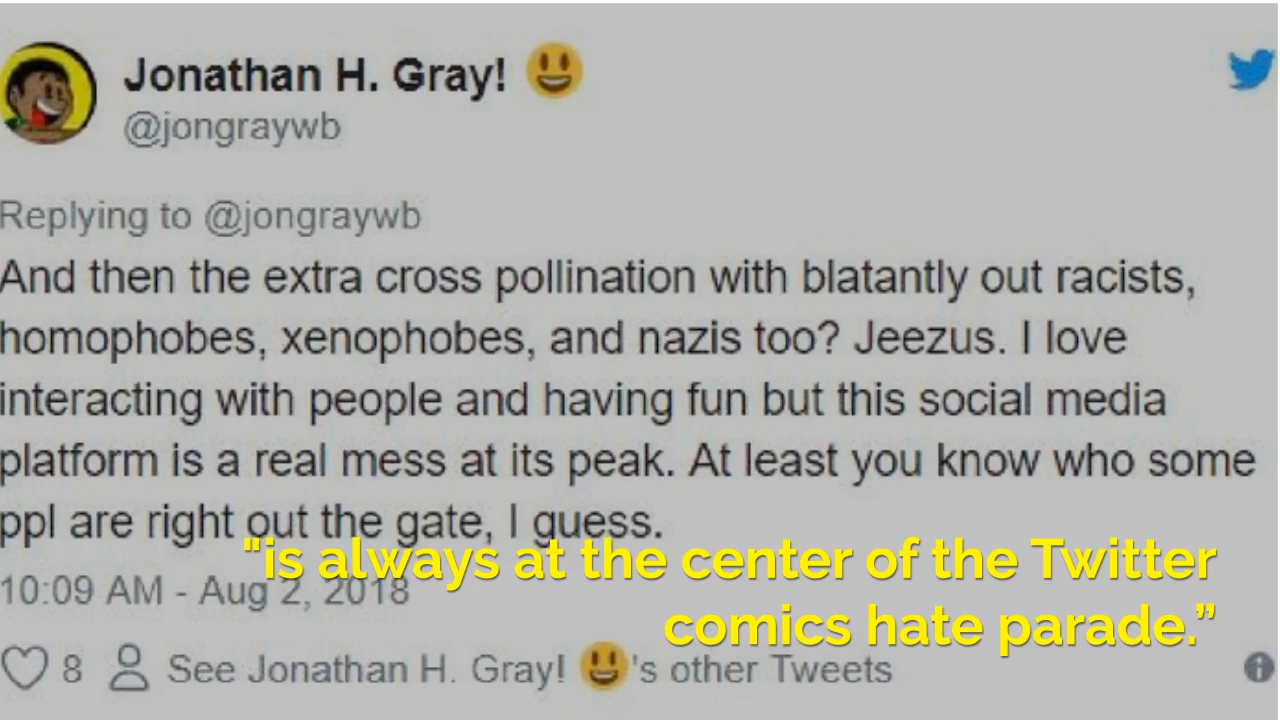 Jonathan H. Gray! 😃
@jongraywb
Replying to @jongraywb
And then the extra cross pollination with blatantly out racists,
homophobes, xenophobes, and nazis too? Jeezus. I love
interacting with people and having fun but this social media
platform is a real mess at its peak. At least you know who some
ppl are right out the gate, I guess.
"is always at the center of the Twitter
10:09 AM - Aug 2, 2018
comics hate parade.”
8 See Jonathan H. Gray! 😃's other Tweets